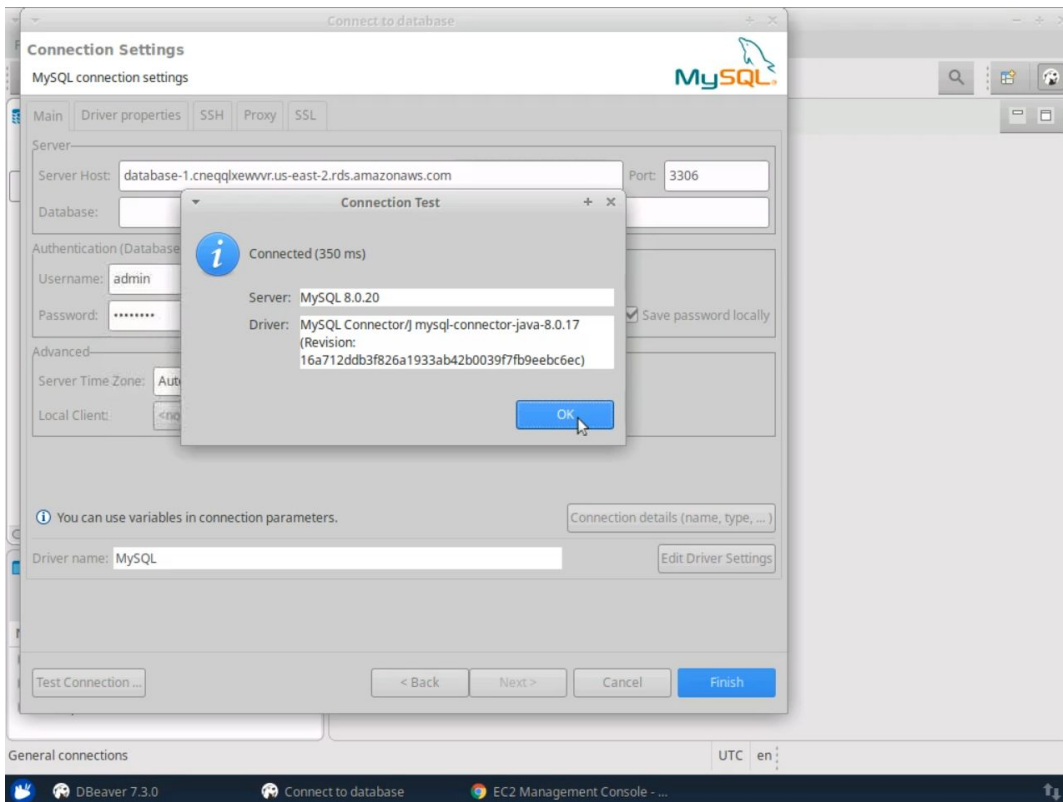 Connect to database
Connection Settings
MySQL connection settings
MySQL
Main Driver properties SSH Proxy SSL
Server
Server Host: database-1.cneqqlxewvvr.us-east-2.rds.amazonaws.com Port: 3306
Database:
Connection Test
Authentication (Database
Connected (350 ms)
Username: admin
Server: MySQL 8.0.20
Password: ••••••••
Save password locally
Driver: MySQL Connector/J mysql-connector-java-8.0.17
(Revision:
16a712ddb3f826a1933ab42b0039f7fb9eebc6ec)
Advanced
Server Time Zone: Aut
Local Client: <no
OK
You can use variables in connection parameters.
Connection details (name, type, ... )
Driver name: MySQL
Edit Driver Settings
Test Connection ...
< Back
Next >
Cancel
Finish
General connections
UTC en
DBeaver 7.3.0
Connect to database
EC2 Management Console - ...